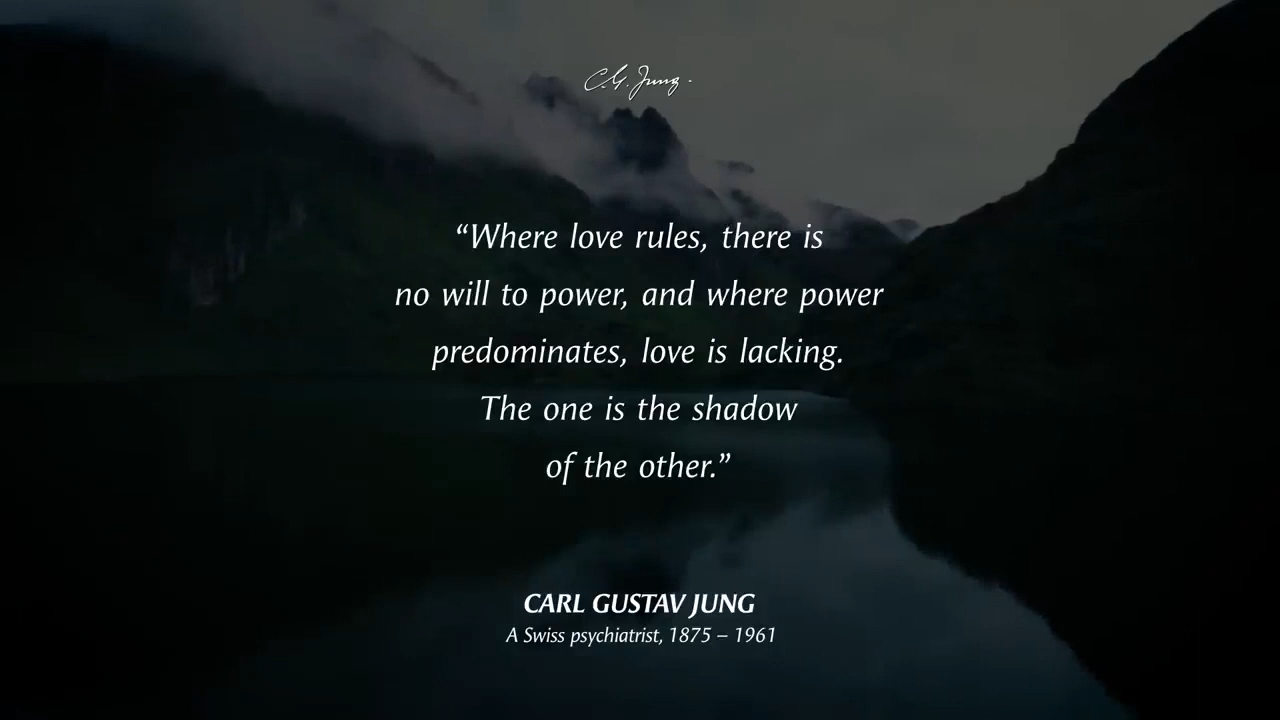 C.G. Jung.
“Where love rules, there is
no will to power, and where power
predominates, love is lacking.
The one is the shadow
of the other.”
CARL GUSTAV JUNG
A Swiss psychiatrist, 1875 – 1961